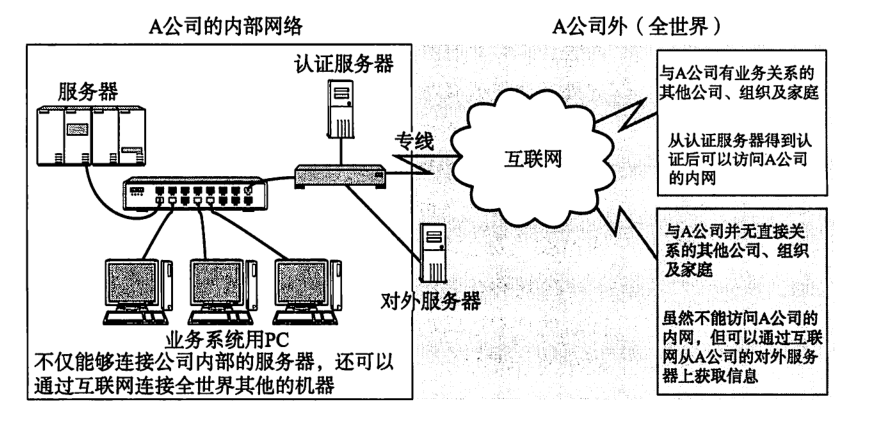 A公司的内部网络
A公司外（全世界）
认证服务器
服务器
专线
互联网
对外服务器
业务系统用PC
不仅能够连接公司内部的服务器，还可以
通过互联网连接全世界其他的机器
与A公司有业务关系的
其他公司、组织及家庭
从认证服务器得到认
证后可以访问A公司
的内网
与A公司并无直接关
系的其他公司、组织
及家庭
虽然不能访问A公司的
内网，但可以通过互联
网从A公司的对外服务
器上获取信息